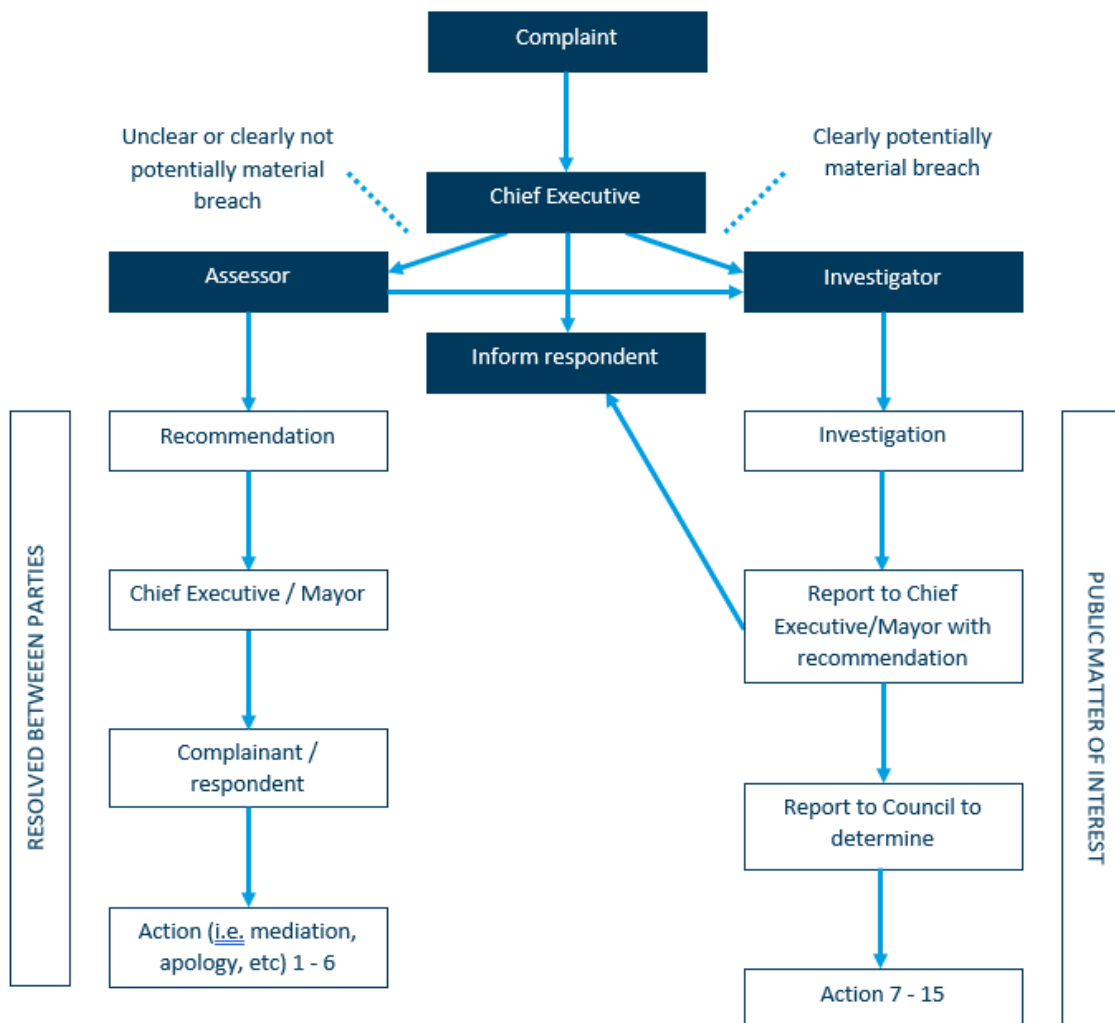 Complaint
Unclear or clearly not
potentially material
breach
Clearly potentially
material breach
Chief Executive
Assessor
Investigator
Inform respondent
RESOLVED BETWEEEN PARTIES
Recommendation
Chief Executive / Mayor
Complainant /
respondent
Action (i.e. mediation,
apology, etc) 1 - 6
Investigation
Report to Chief
Executive/Mayor with
recommendation
Report to Council to
determine
Action 7 - 15
PUBLIC MATTER OF INTEREST